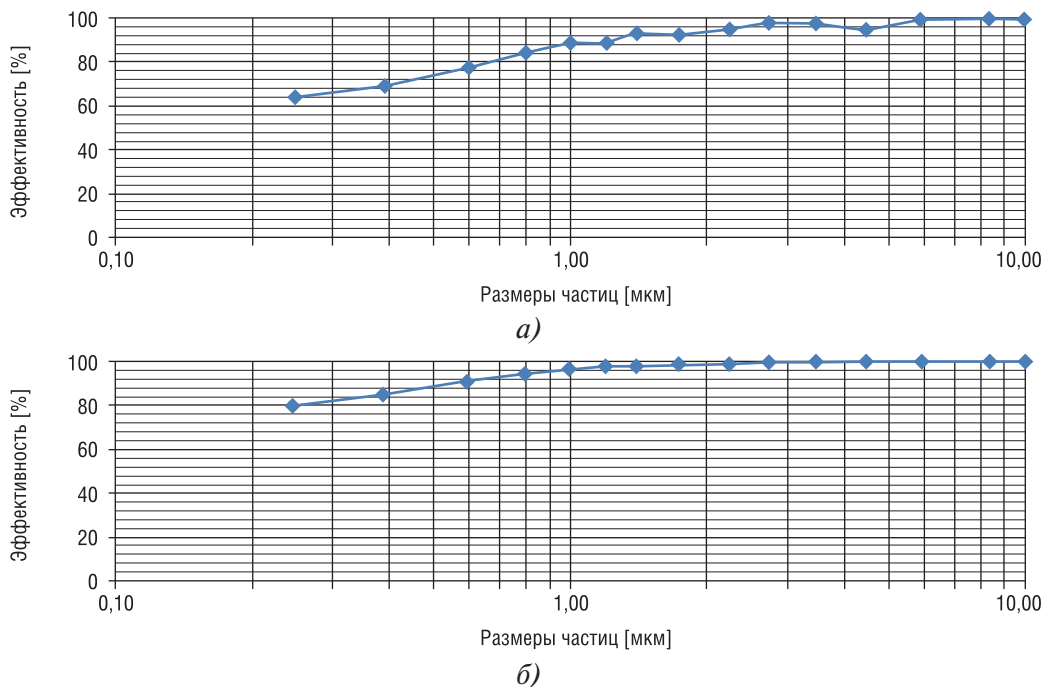 Эффективность [%]
100
80
60
40
20
0
0,10 1,00 10,00
Размеры частиц [мкм]
а)
Эффективность [%]
100
80
60
40
20
0
0,10 1,00 10,00
Размеры частиц [мкм]
б)